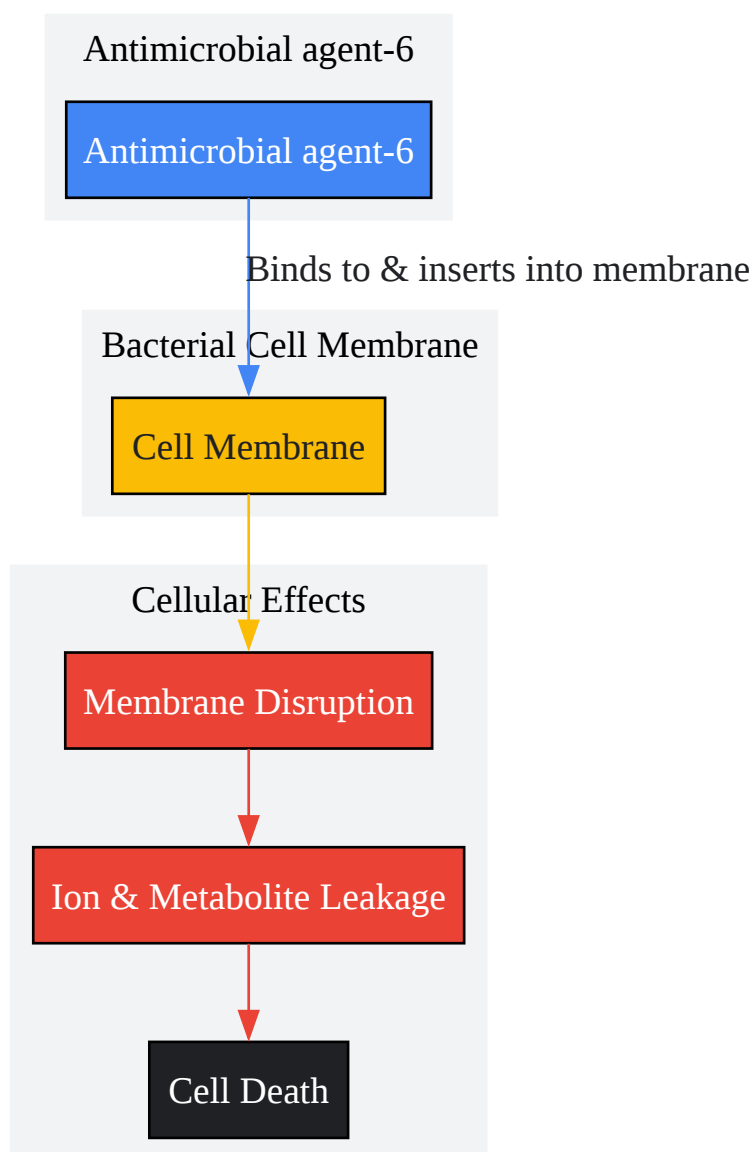 Antimicrobial agent-6
Antimicrobial agent-6
Binds to & inserts into membrane
Bacterial Cell Membrane
Cell Membrane
Cellular Effects
Membrane Disruption
Ion & Metabolite Leakage
Cell Death